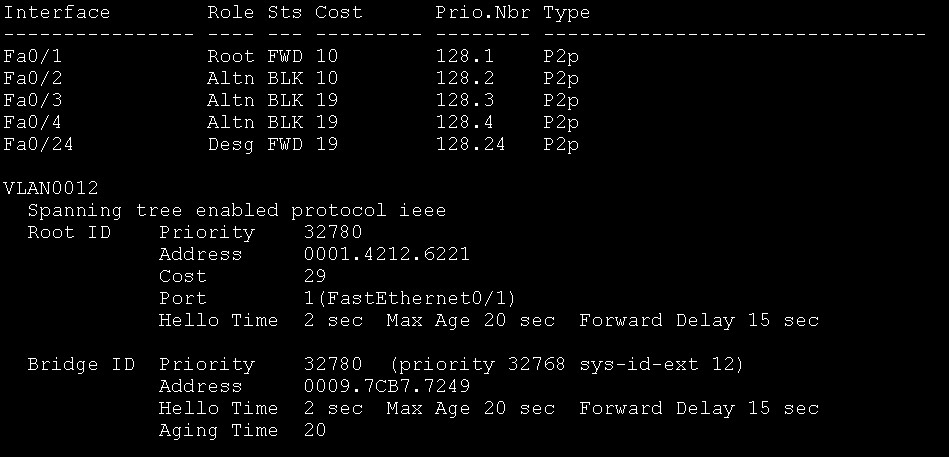 Interface        Role Sts Cost      Prio.Nbr Type
---------------- ---- --- --------- -------- --------------------------------
Fa0/1            Root FWD 10        128.1    P2p
Fa0/2            Altn BLK 10        128.2    P2p
Fa0/3            Altn BLK 19        128.3    P2p
Fa0/4            Altn BLK 19        128.4    P2p
Fa0/24           Desg FWD 19        128.24   P2p

VLAN0012
  Spanning tree enabled protocol ieee
  Root ID    Priority    32780
             Address     0001.4212.6221
             Cost        29
             Port        1(FastEthernet0/1)
             Hello Time  2 sec  Max Age 20 sec  Forward Delay 15 sec

  Bridge ID  Priority    32780  (priority 32768 sys-id-ext 12)
             Address     0009.7CB7.7249
             Hello Time  2 sec  Max Age 20 sec  Forward Delay 15 sec
             Aging Time  20